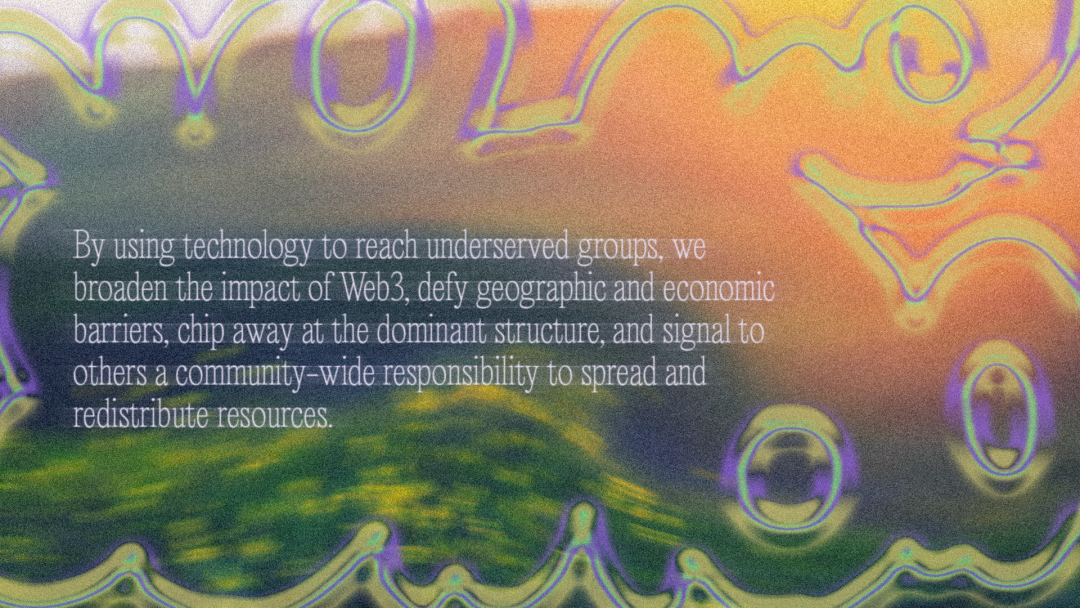 By using technology to reach underserved groups, we
broaden the impact of Web3, defy geographic and economic
barriers, chip away at the dominant structure, and signal to
others a community-wide responsibility to spread and
redistribute resources.